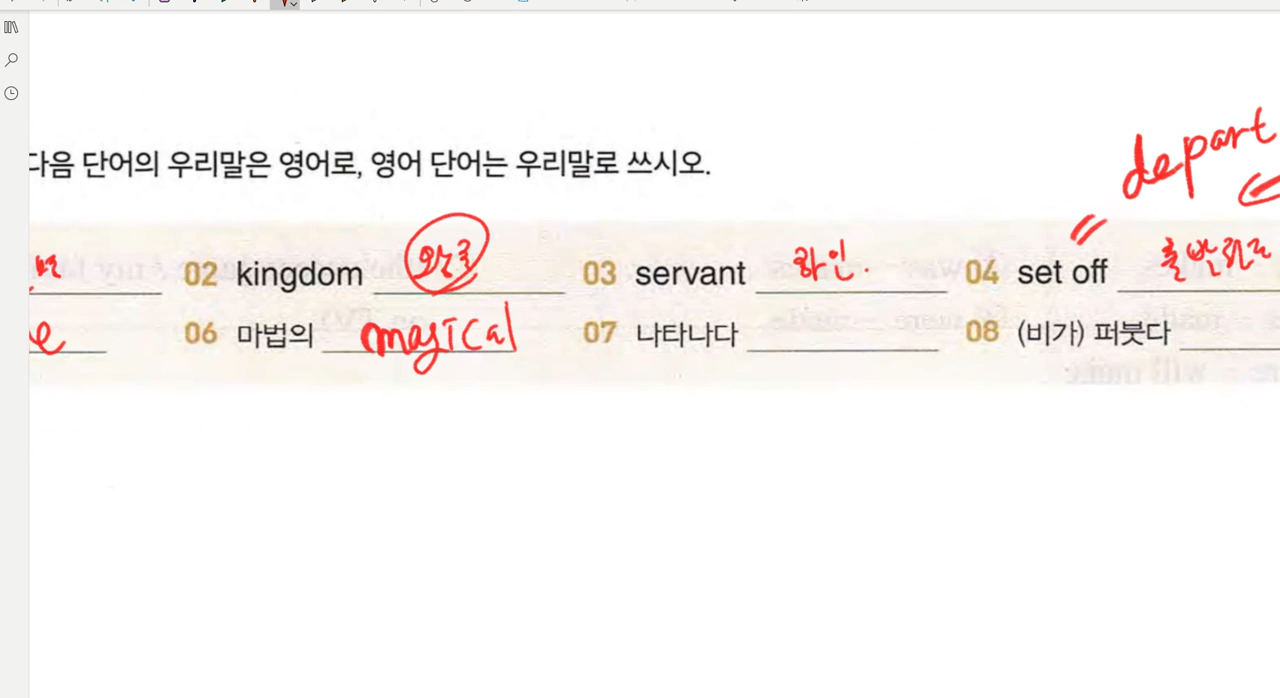 depart
다음 단어의 우리말은 영어로, 영어 단어는 우리말로 쓰시오.
02 kingdom 왕국 03 servant 하인. 04 set off 출발하다
e 06 마법의 magical 07 나타나다 08 (비가) 퍼붓다